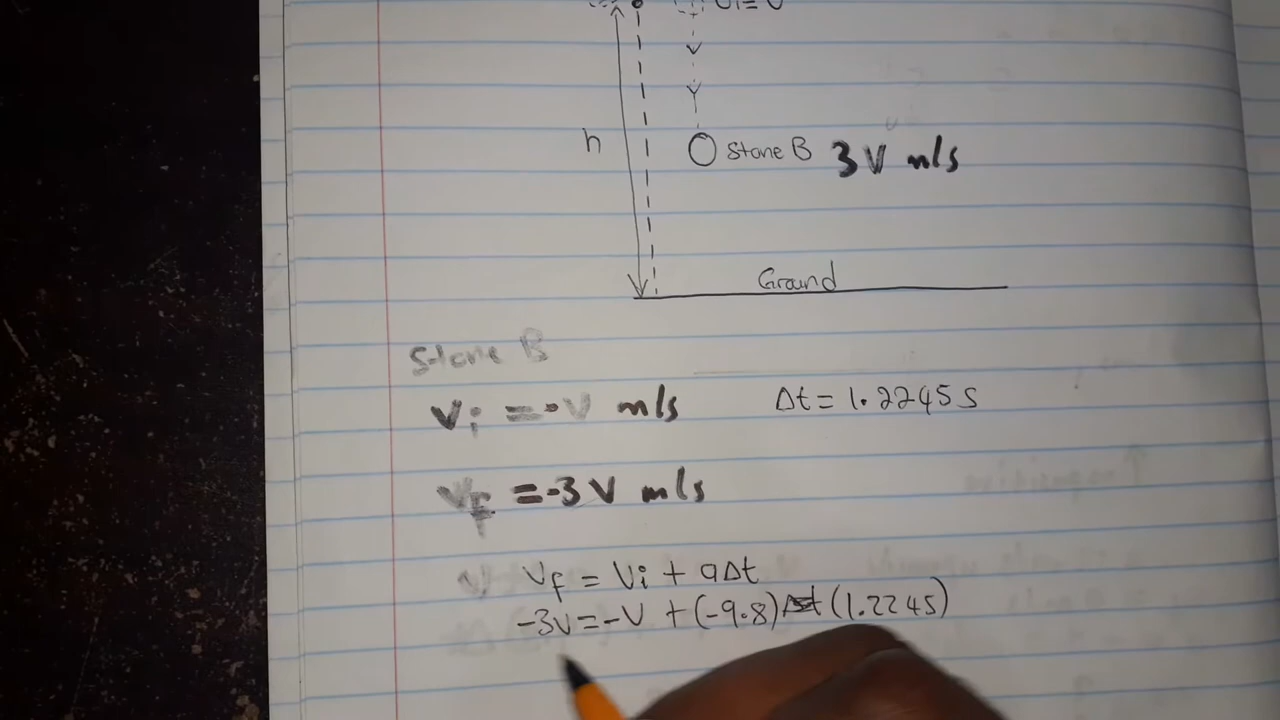 h
Stone B 3V m/s
Ground
Stone B
Vi = -V m/s Δt = 1.2245 s
Vf = -3V m/s
Vf = Vi + aΔt
-3V = -V + (-9.8) (1.2245)